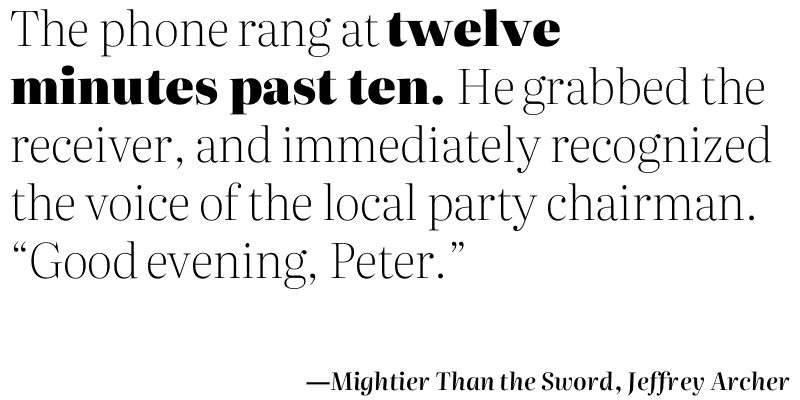 The phone rang at twelve
minutes past ten. He grabbed the
receiver, and immediately recognized
the voice of the local party chairman.
“Good evening, Peter.”
—Mightier Than the Sword, Jeffrey Archer